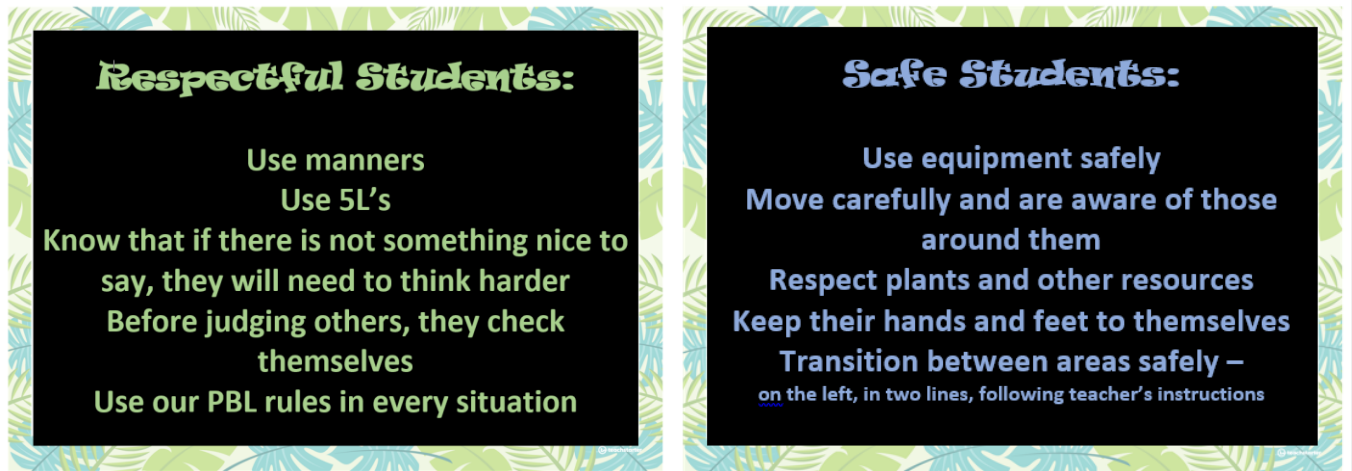 Respectful Students:
Use manners
Use 5L’s
Know that if there is not something nice to
say, they will need to think harder
Before judging others, they check
themselves
Use our PBL rules in every situation
Safe Students:
Use equipment safely
Move carefully and are aware of those
around them
Respect plants and other resources
Keep their hands and feet to themselves
Transition between areas safely –
on the left, in two lines, following teacher’s instructions